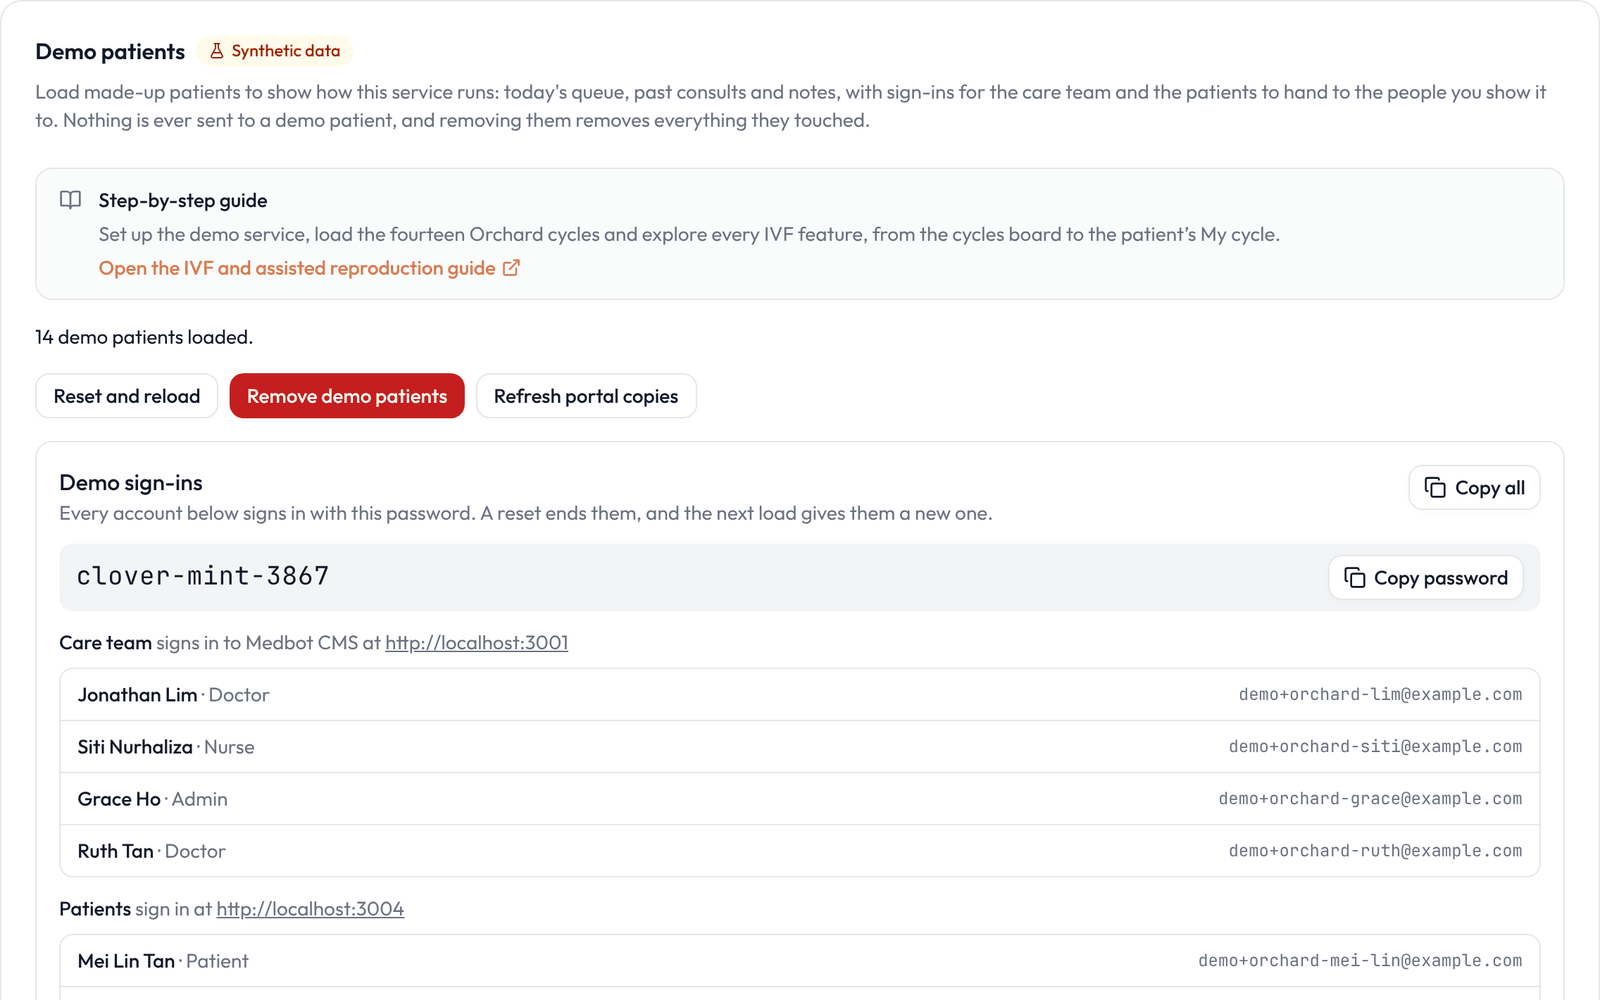 Demo patients
Synthetic data
Load made-up patients to show how this service runs: today's queue, past consults and notes, with sign-ins for the care team and the patients to hand to the people you show it
to. Nothing is ever sent to a demo patient, and removing them removes everything they touched.
Step-by-step guide
Set up the demo service, load the fourteen Orchard cycles and explore every IVF feature, from the cycles board to the patient’s My cycle.
Open the IVF and assisted reproduction guide
14 demo patients loaded.
Reset and reload
Remove demo patients
Refresh portal copies
Demo sign-ins
Copy all
Every account below signs in with this password. A reset ends them, and the next load gives them a new one.
clover-mint-3867
Copy password
Care team signs in to Medbot CMS at http://localhost:3001
Jonathan Lim · Doctor
demo+orchard-lim@example.com
Siti Nurhaliza · Nurse
demo+orchard-siti@example.com
Grace Ho · Admin
demo+orchard-grace@example.com
Ruth Tan · Doctor
demo+orchard-ruth@example.com
Patients sign in at http://localhost:3004
Mei Lin Tan · Patient
demo+orchard-mei-lin@example.com